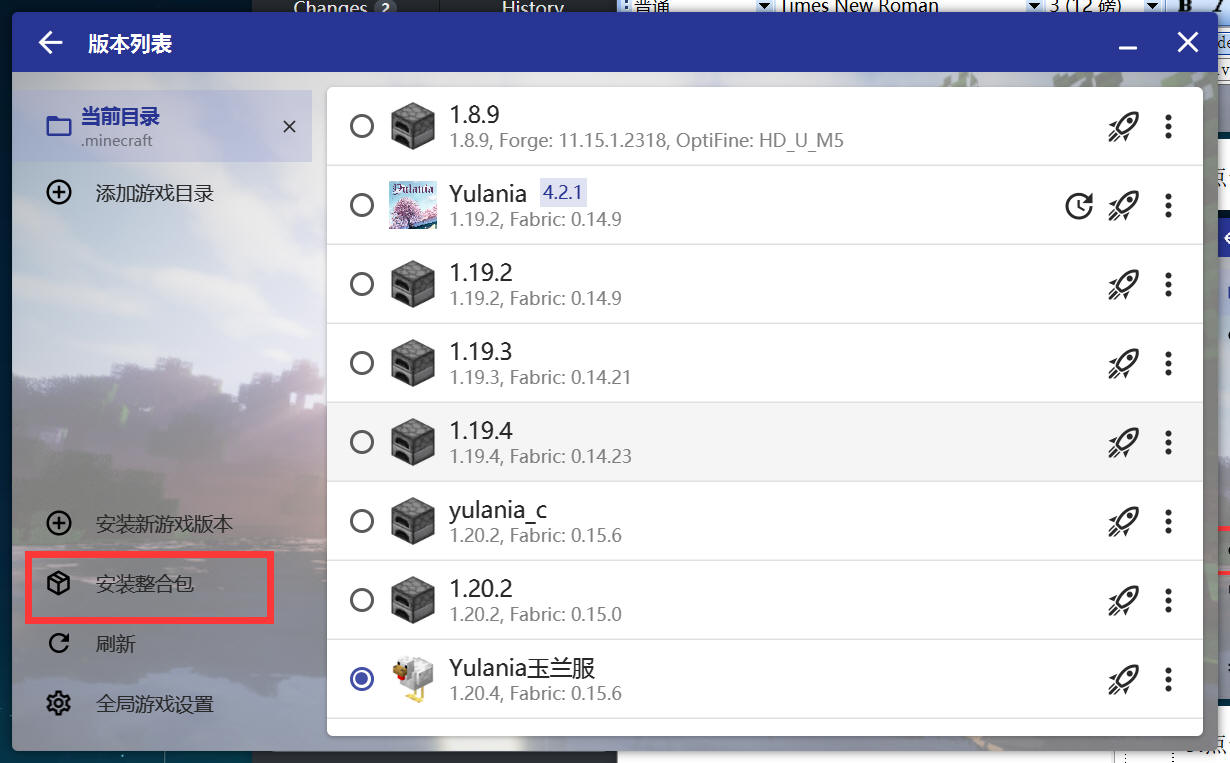 Changes 2
History
普通
Times New Roman
3 (12 磅)
B
版本列表
当前目录
.minecraft
添加游戏目录
安装新游戏版本
安装整合包
刷新
全局游戏设置
1.8.9
1.8.9, Forge: 11.15.1.2318, OptiFine: HD_U_M5
Yulania
Yulania 4.2.1
1.19.2, Fabric: 0.14.9
1.19.2
1.19.2, Fabric: 0.14.9
1.19.3
1.19.3, Fabric: 0.14.21
1.19.4
1.19.4, Fabric: 0.14.23
yulania_c
1.20.2, Fabric: 0.15.6
1.20.2
1.20.2, Fabric: 0.15.0
Yulania玉兰服
1.20.4, Fabric: 0.15.6